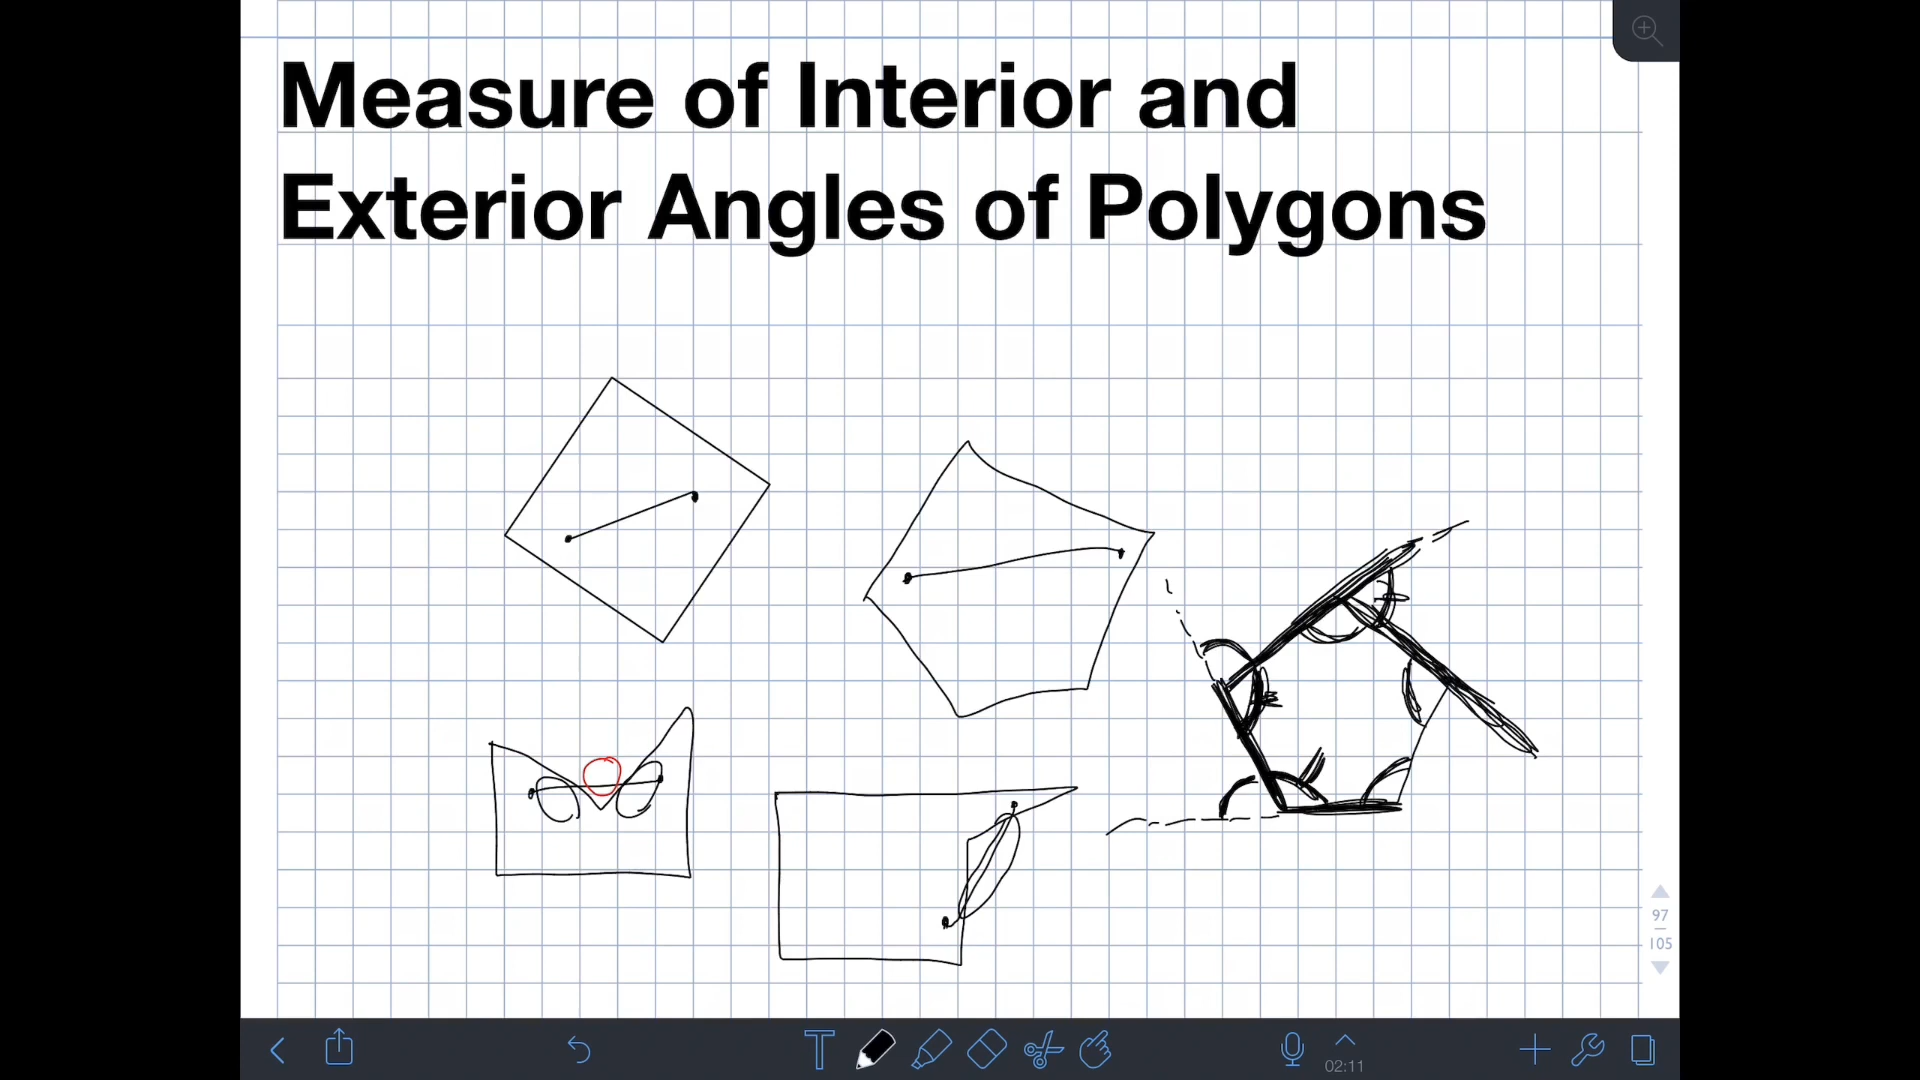 Measure of Interior and
Exterior Angles of Polygons
97
105
T
02:11